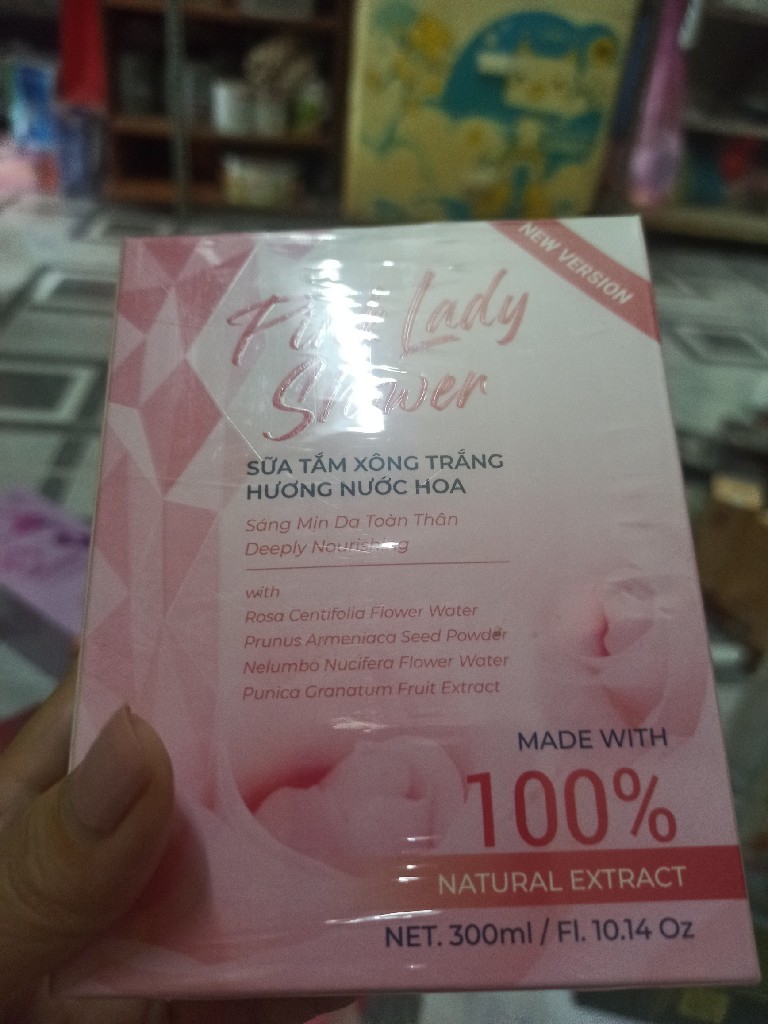 NEW VERSION
Lady
Shower
SỮA TẮM XÔNG TRẮNG
HƯƠNG NƯỚC HOA
Sáng Mịn Da Toàn Thân
Deeply Nourishing
with
Rosa Centifolia Flower Water
Prunus Armeniaca Seed Powder
Nelumbo Nucifera Flower Water
Punica Granatum Fruit Extract
MADE WITH
100%
NATURAL EXTRACT
NET. 300ml / Fl. 10.14 Oz